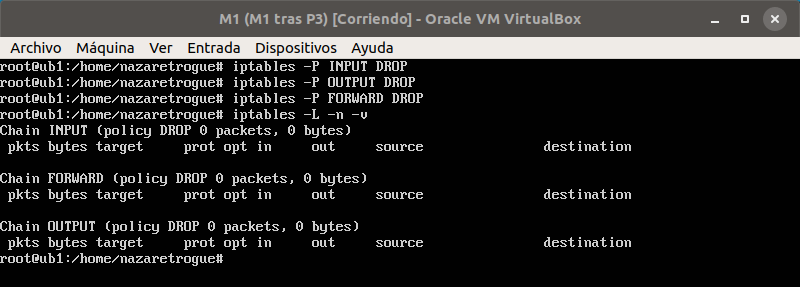 M1 (M1 tras P3) [Corriendo] - Oracle VM VirtualBox
Archivo Máquina Ver Entrada Dispositivos Ayuda
root@ub1:/home/nazaretrogue# iptables -P INPUT DROP
root@ub1:/home/nazaretrogue# iptables -P OUTPUT DROP
root@ub1:/home/nazaretrogue# iptables -P FORWARD DROP
root@ub1:/home/nazaretrogue# iptables -L -n -v
Chain INPUT (policy DROP 0 packets, 0 bytes)
 pkts bytes target     prot opt in     out     source               destination

Chain FORWARD (policy DROP 0 packets, 0 bytes)
 pkts bytes target     prot opt in     out     source               destination

Chain OUTPUT (policy DROP 0 packets, 0 bytes)
 pkts bytes target     prot opt in     out     source               destination
root@ub1:/home/nazaretrogue#